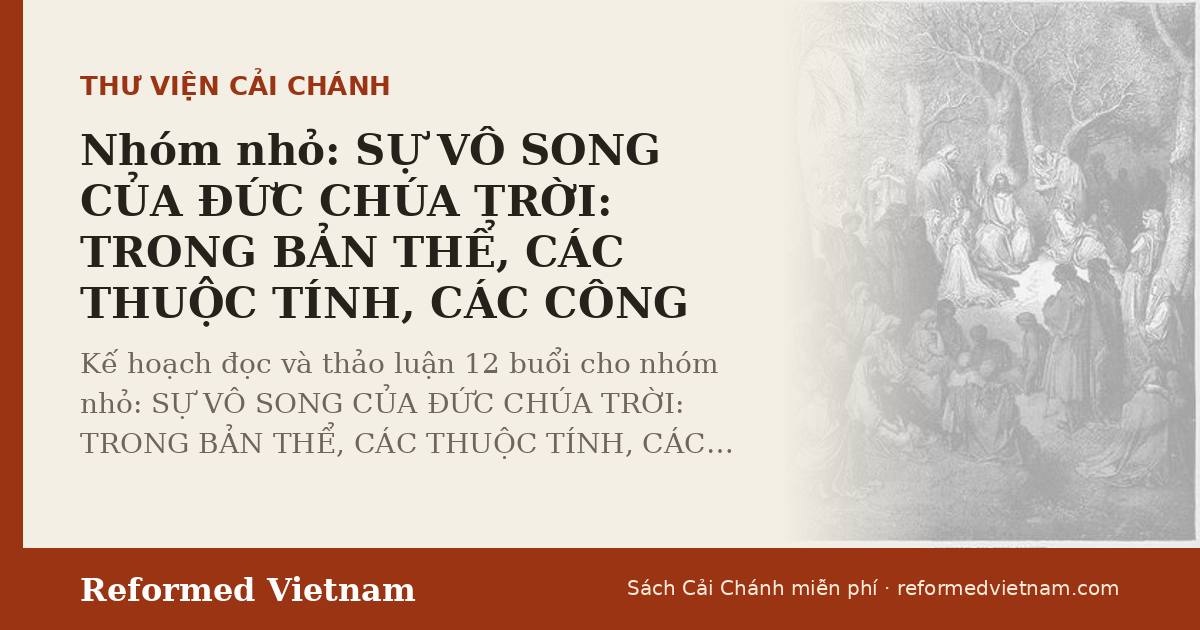 THƯ VIỆN CẢI CHÁNH
Nhóm nhỏ: SỰ VÔ SONG
CỦA ĐỨC CHÚA TRỜI:
TRONG BẢN THỂ, CÁC
THUỘC TÍNH, CÁC CÔNG
Kế hoạch đọc và thảo luận 12 buổi cho nhóm
nhỏ: SỰ VÔ SONG CỦA ĐỨC CHÚA TRỜI:
TRONG BẢN THỂ, CÁC THUỘC TÍNH, CÁC...
Reformed Vietnam
Sách Cải Chánh miễn phí · reformedvietnam.com